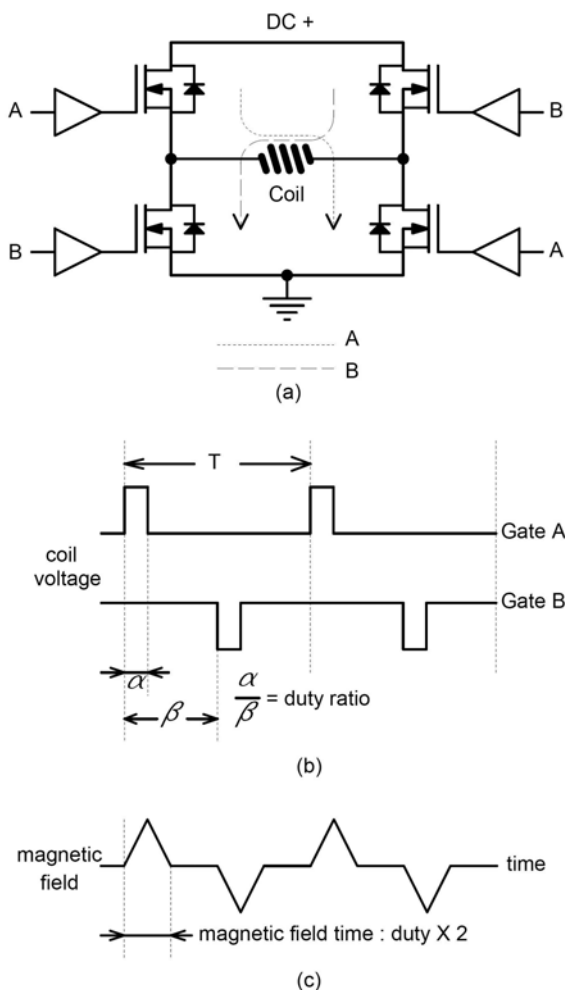 DC +
A
B
Coil
B
A
A
B
(a)
T
Gate A
coil
voltage
Gate B
α
β
α
β = duty ratio
(b)
magnetic
field
time
magnetic field time : duty X 2
(c)